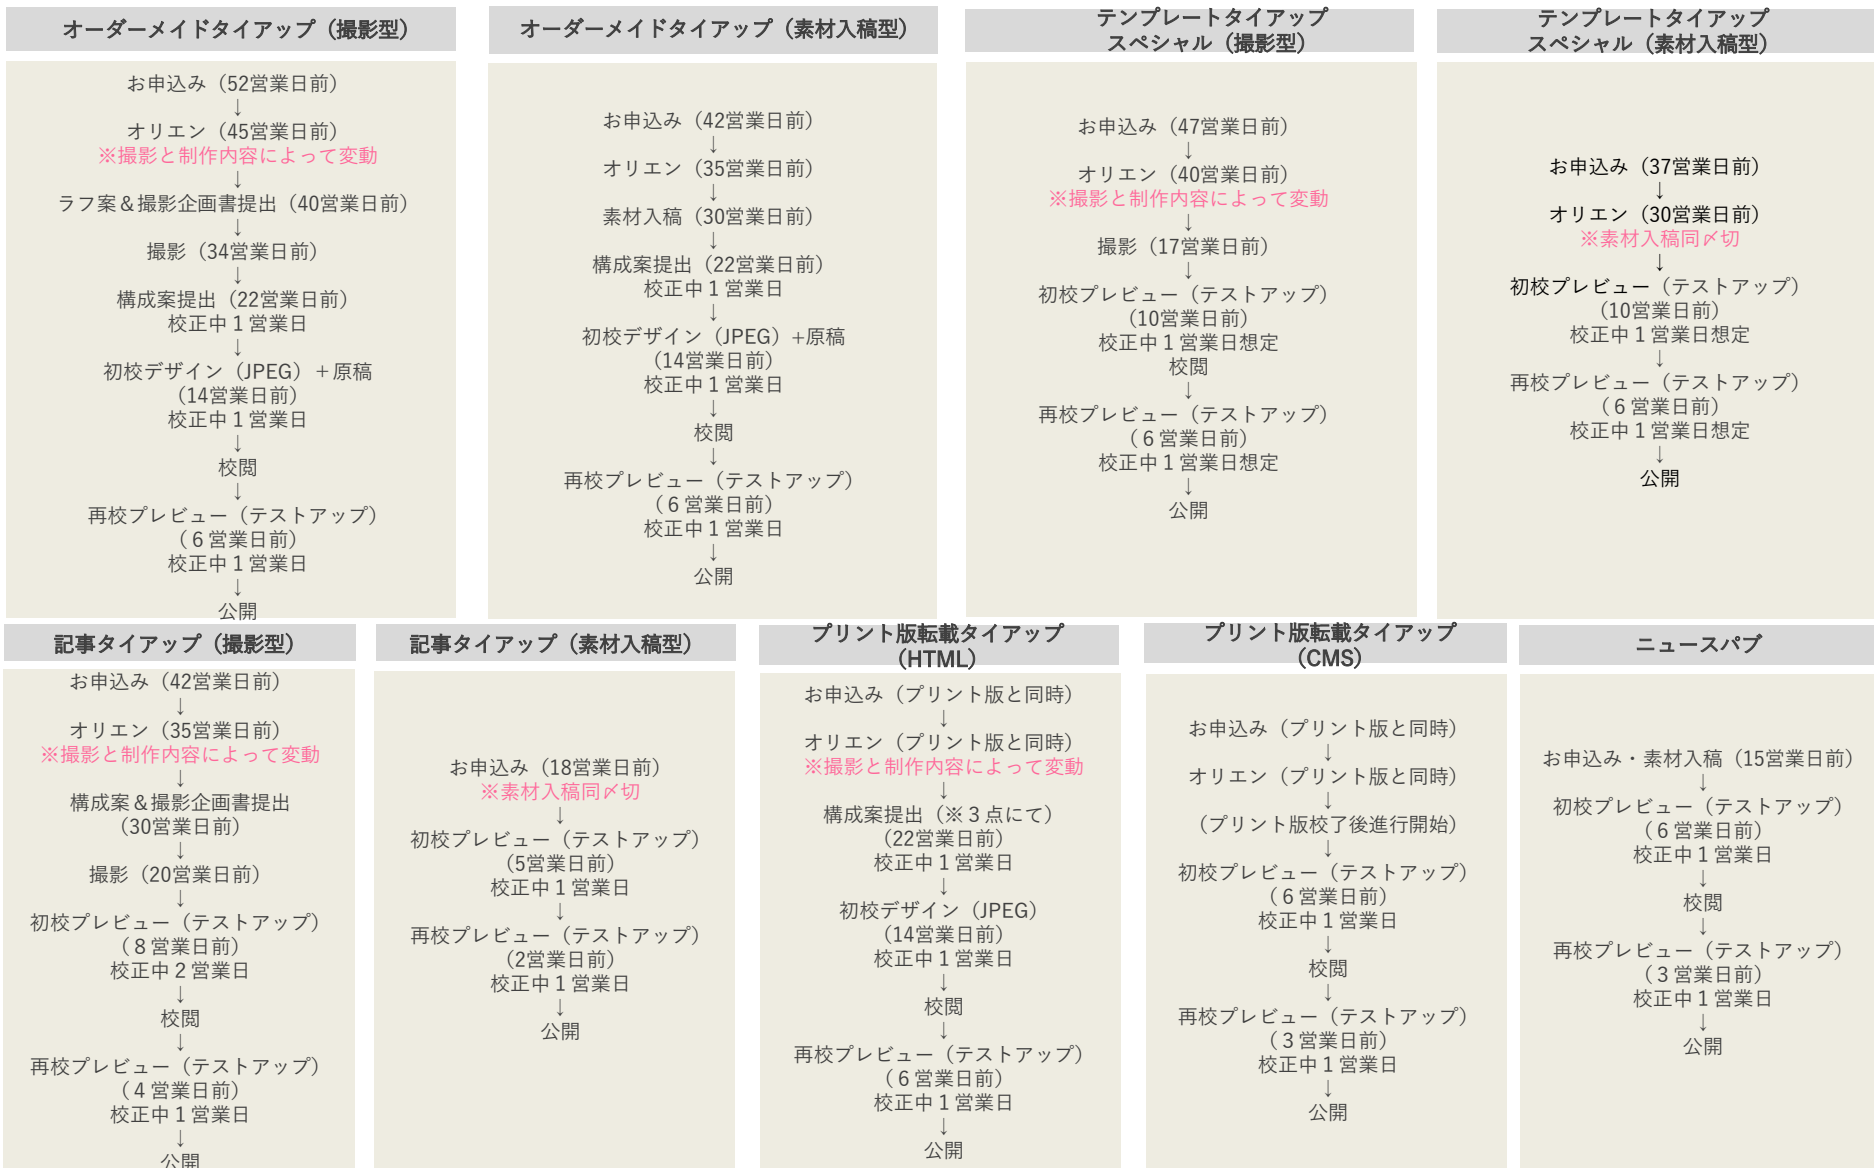 オーダーメイドタイアップ（撮影型）
お申込み（52営業日前）
↓
オリエン（45営業日前）
※撮影と制作内容によって変動
↓
ラフ案＆撮影企画書提出（40営業日前）
↓
撮影（34営業日前）
↓
構成案提出（22営業日前）
校正中１営業日
↓
初校デザイン（JPEG）＋原稿
（14営業日前）
校正中１営業日
↓
校閲
↓
再校プレビュー（テストアップ）
（６営業日前）
校正中１営業日
↓
公開
オーダーメイドタイアップ（素材入稿型）
お申込み（42営業日前）
↓
オリエン（35営業日前）
↓
素材入稿（30営業日前）
↓
構成案提出（22営業日前）
校正中１営業日
↓
初校デザイン（JPEG）+原稿
（14営業日前）
校正中１営業日
↓
校閲
↓
再校プレビュー（テストアップ）
（６営業日前）
校正中１営業日
↓
公開
テンプレートタイアップ
スペシャル（撮影型）
お申込み（47営業日前）
↓
オリエン（40営業日前）
※撮影と制作内容によって変動
↓
撮影（17営業日前）
↓
初校プレビュー（テストアップ）
（10営業日前）
校正中１営業日想定
校閲
↓
再校プレビュー（テストアップ）
（６営業日前）
校正中１営業日想定
↓
公開
テンプレートタイアップ
スペシャル（素材入稿型）
お申込み（37営業日前）
↓
オリエン（30営業日前）
※素材入稿同〆切
↓
初校プレビュー（テストアップ）
（10営業日前）
校正中１営業日想定
↓
再校プレビュー（テストアップ）
（６営業日前）
校正中１営業日想定
↓
公開
記事タイアップ（撮影型）
お申込み（42営業日前）
↓
オリエン（35営業日前）
※撮影と制作内容によって変動
↓
構成案＆撮影企画書提出
（30営業日前）
↓
撮影（20営業日前）
↓
初校プレビュー（テストアップ）
（８営業日前）
校正中２営業日
↓
校閲
↓
再校プレビュー（テストアップ）
（４営業日前）
校正中１営業日
↓
公開
記事タイアップ（素材入稿型）
お申込み（18営業日前）
※素材入稿同〆切
↓
初校プレビュー（テストアップ）
（5営業日前）
校正中１営業日
↓
再校プレビュー（テストアップ）
（2営業日前）
校正中１営業日
↓
公開
プリント版転載タイアップ
（HTML）
お申込み（プリント版と同時）
↓
オリエン（プリント版と同時）
※撮影と制作内容によって変動
↓
構成案提出（※３点にて）
（22営業日前）
校正中１営業日
↓
初校デザイン（JPEG）
（14営業日前）
校正中１営業日
↓
校閲
↓
再校プレビュー（テストアップ）
（６営業日前）
校正中１営業日
↓
公開
プリント版転載タイアップ
（CMS）
お申込み（プリント版と同時）
↓
オリエン（プリント版と同時）
↓
（プリント版校了後進行開始）
↓
初校プレビュー（テストアップ）
（６営業日前）
校正中１営業日
↓
校閲
↓
再校プレビュー（テストアップ）
（３営業日前）
校正中１営業日
↓
公開
ニュースパブ
お申込み・素材入稿（15営業日前）
↓
初校プレビュー（テストアップ）
（６営業日前）
校正中１営業日
↓
校閲
↓
再校プレビュー（テストアップ）
（３営業日前）
校正中１営業日
↓
公開